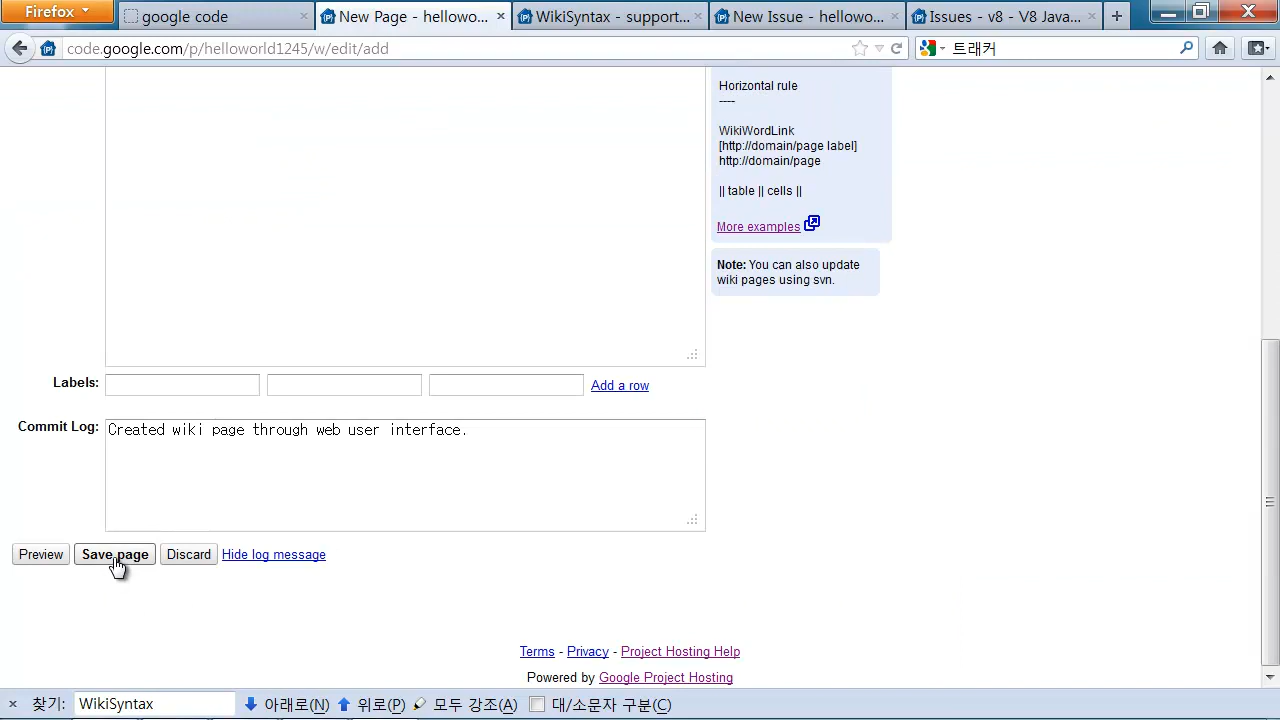 Firefox
google code
New Page - hellowo...
WikiSyntax - support...
New Issue - hellowo...
Issues - v8 - V8 Java...
code.google.com/p/helleworld1245/w/edit/add
트래커
Horizontal rule
----
WikiWordLink
[http://domain/page label]
http://domain/page
|| table || cells ||
More examples
Note: You can also update
wiki pages using svn.
Labels:
Add a row
Commit Log:
Created wiki page through web user interface.
Preview
Save page
Discard
Hide log message
Terms - Privacy - Project Hosting Help
Powered by Google Project Hosting
찾기:
WikiSyntax
아래로(N)
위로(P)
모두 강조(A)
대/소문자 구분(C)